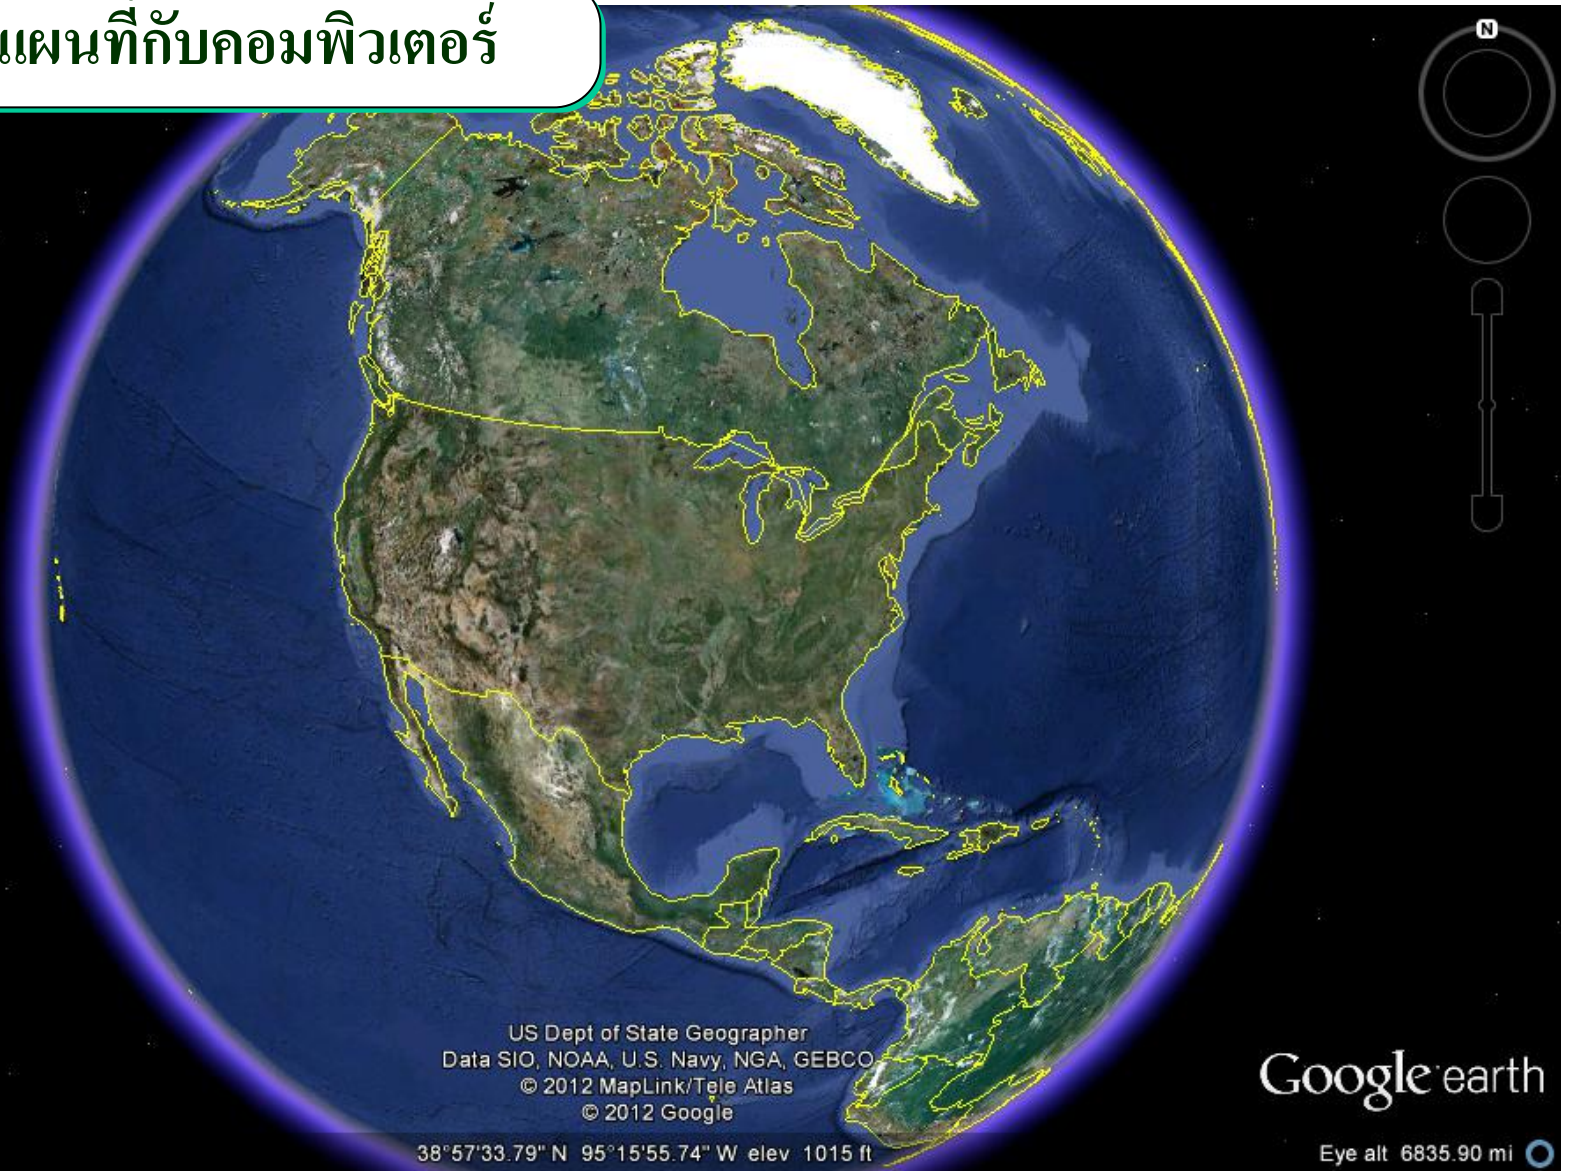 แผนที่กับคอมพิวเตอร์
N
US Dept of State Geographer
Data SIO, NOAA, U.S. Navy, NGA, GEBCO
© 2012 MapLink/Tele Atlas
© 2012 Google
Google earth
38°57'33.79" N 95°15'55.74" W elev 1015 ft
Eye alt 6835.90 mi